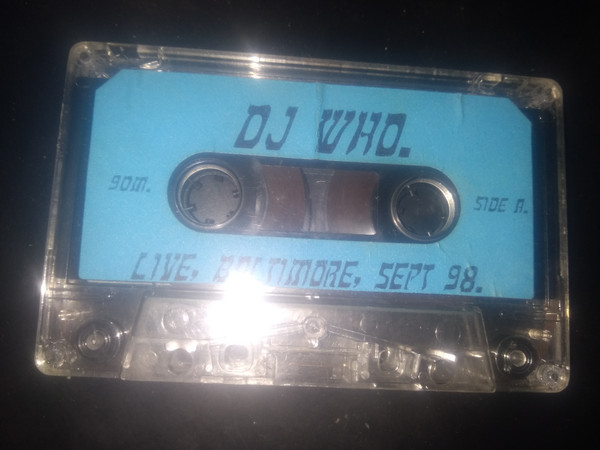 DJ WHO.
90M. SIDE A.
LIVE, BALTIMORE, SEPT 98.